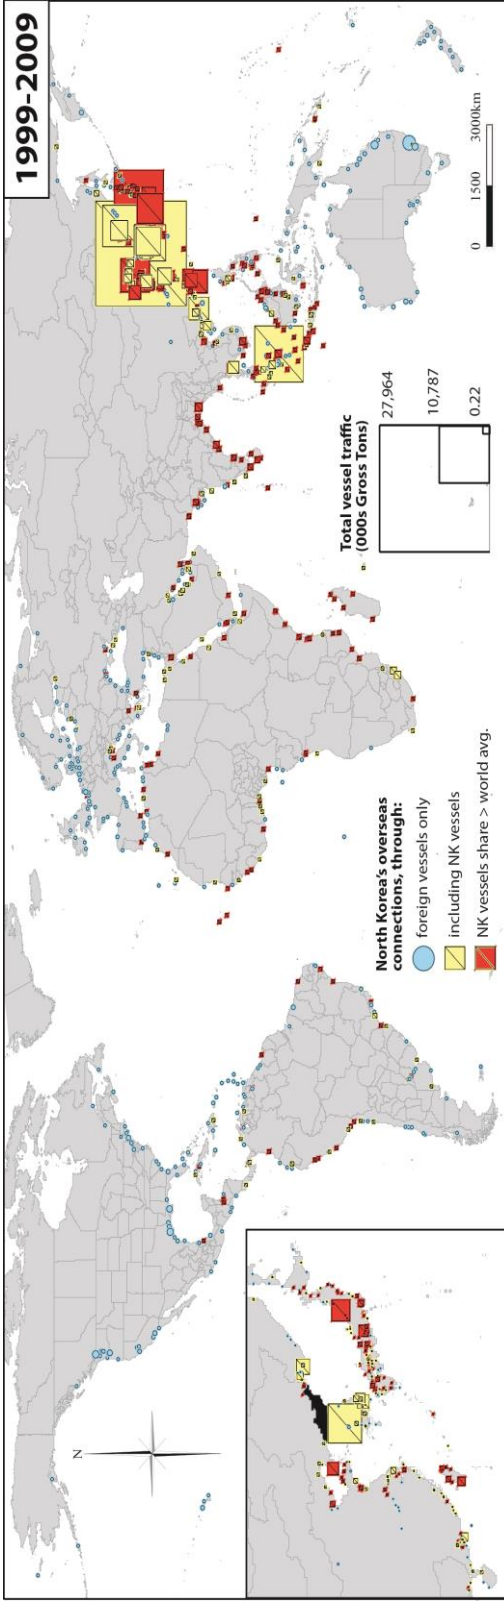 1999-2009
N
North Korea's overseas
connections, through:
foreign vessels only
including NK vessels
NK vessels share > world avg.
Total vessel traffic
(000s Gross Tons)
27,964
10,787
0.22
0 1500 3000km